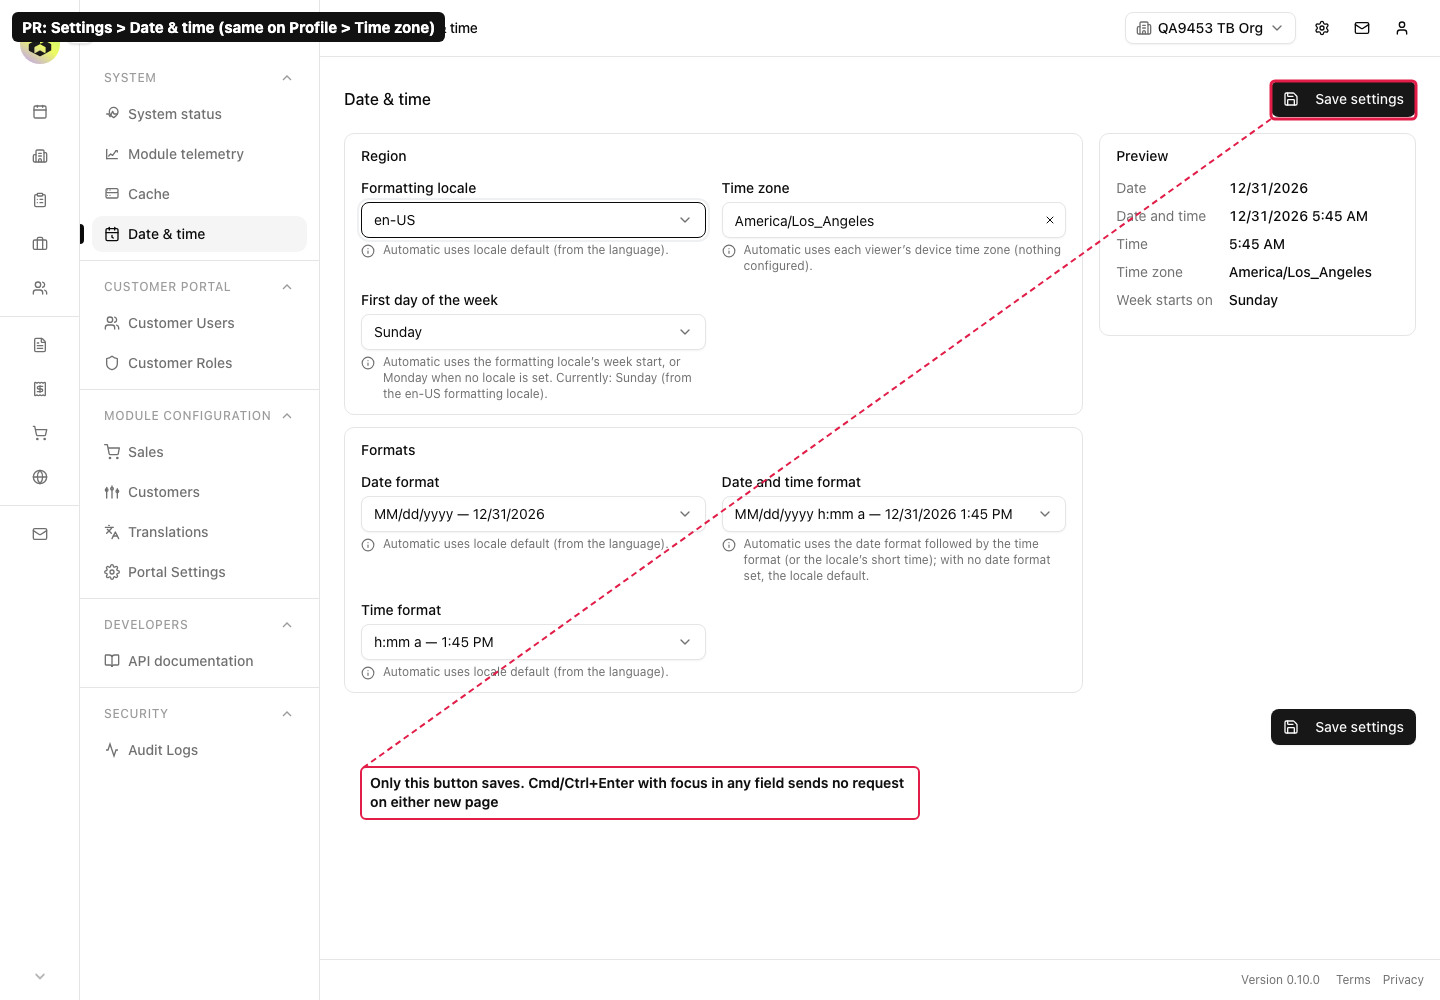 PR: Settings > Date & time (same on Profile > Time zone)
time
QA9453 TB Org
SYSTEM
System status
Module telemetry
Cache
Date & time
CUSTOMER PORTAL
Customer Users
Customer Roles
MODULE CONFIGURATION
Sales
Customers
Translations
Portal Settings
DEVELOPERS
API documentation
SECURITY
Audit Logs
Date & time
Save settings
Region
Formatting locale
en-US
Automatic uses locale default (from the language).
Time zone
America/Los_Angeles
Automatic uses each viewer's device time zone (nothing
configured).
First day of the week
Sunday
Automatic uses the formatting locale's week start, or
Monday when no locale is set. Currently: Sunday (from
the en-US formatting locale).
Preview
Date 12/31/2026
Date and time 12/31/2026 5:45 AM
Time 5:45 AM
Time zone America/Los_Angeles
Week starts on Sunday
Formats
Date format
MM/dd/yyyy — 12/31/2026
Automatic uses locale default (from the language).
Date and time format
MM/dd/yyyy h:mm a — 12/31/2026 1:45 PM
Automatic uses the date format followed by the time
format (or the locale's short time); with no date format
set, the locale default.
Time format
h:mm a — 1:45 PM
Automatic uses locale default (from the language).
Save settings
Only this button saves. Cmd/Ctrl+Enter with focus in any field sends no request
on either new page
Version 0.10.0 Terms Privacy